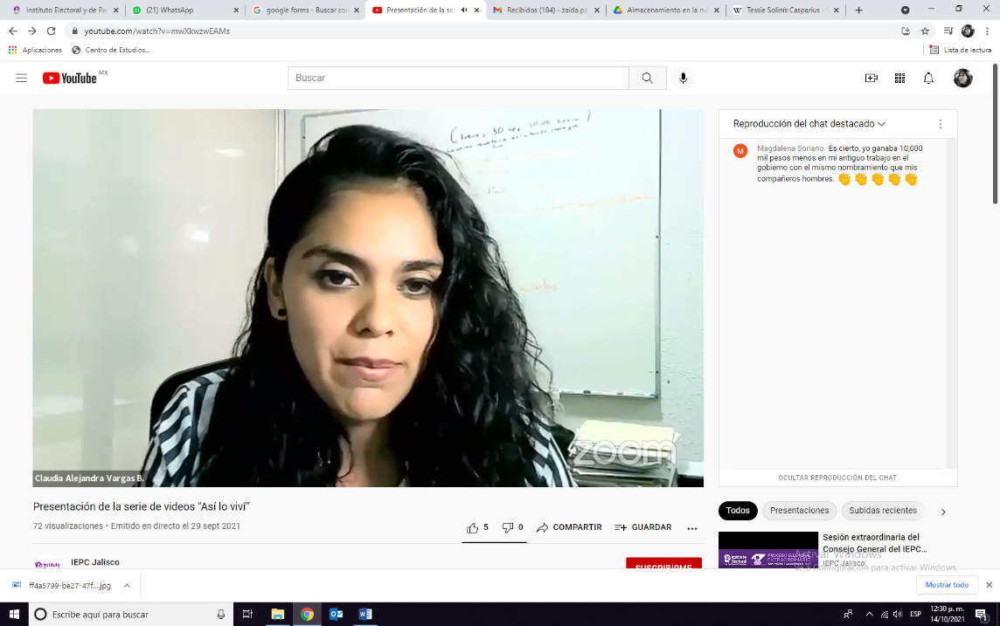 Instituto Electoral y de Par
(21) WhatsApp
google forms - Buscar con
Presentación de la se
Recibidos (184) - zaida.pa
Almacenamiento en la nu
Tessie Solinís Casparius -
youtube.com/watch?v=mwXkwzwEAMs
Aplicaciones
Centro de Estudios...
Lista de lectura
YouTube MX
Buscar
Reproducción del chat destacado
M
Magdalena Soriano Es cierto, yo ganaba 10,000
mil pesos menos en mi antiguo trabajo en el
gobierno con el mismo nombramiento que mis
compañeros hombres.
zoom
Claudia Alejandra Vargas B.
OCULTAR REPRODUCCIÓN DEL CHAT
Presentación de la serie de videos “Así lo viví”
72 visualizaciones • Emitido en directo el 29 sept 2021
5
0
COMPARTIR
GUARDAR
Todos
Presentaciones
Subidas recientes
IEPC Jalisco
SUSCRIBIRME
Sesión extraordinaria del
Consejo General del IEPC...
IEPC Jalisco
Activar Windows
Ve a Configuración para activar Windows.
ff4a5799-be27-47f....jpg
Mostrar todo
Escribe aquí para buscar
ESP
12:30 p. m.
14/10/2021
1